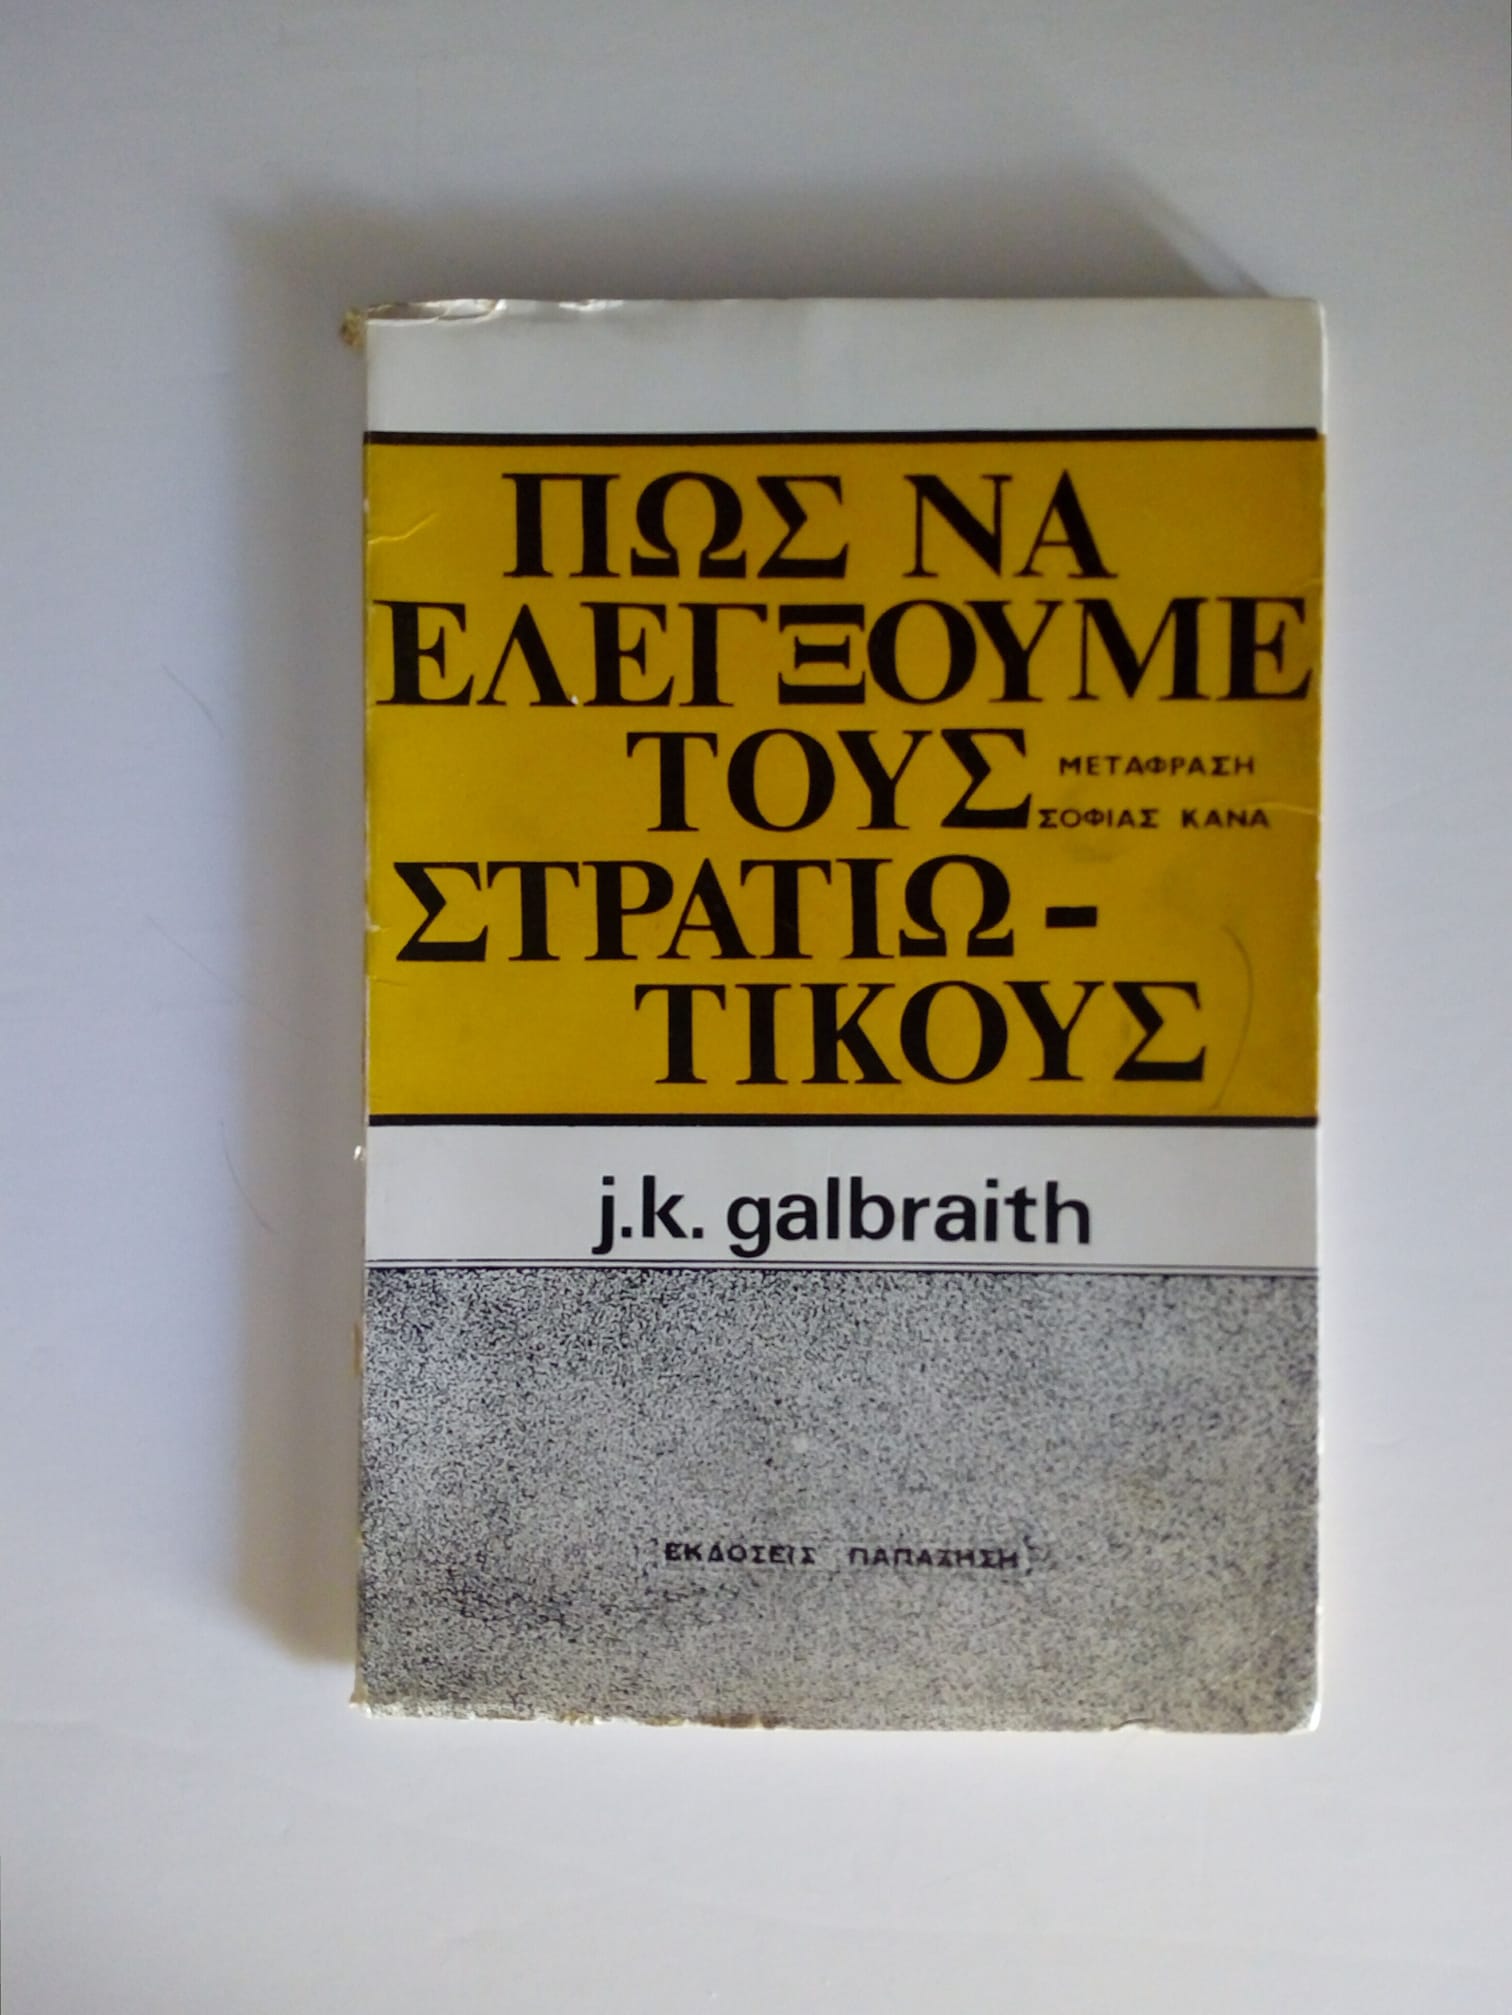 ΠΩΣ ΝΑ
ΕΛΕΓΞΟΥΜΕ
ΤΟΥΣ
ΜΕΤΑΦΡΑΣΗ
ΣΟΦΙΑΣ ΚΑΝΑ
ΣΤΡΑΤΙΩ-
ΤΙΚΟΥΣ
j.k. galbraith
ΕΚΔΟΣΕΙΣ ΠΑΠΑΖΗΣΗ